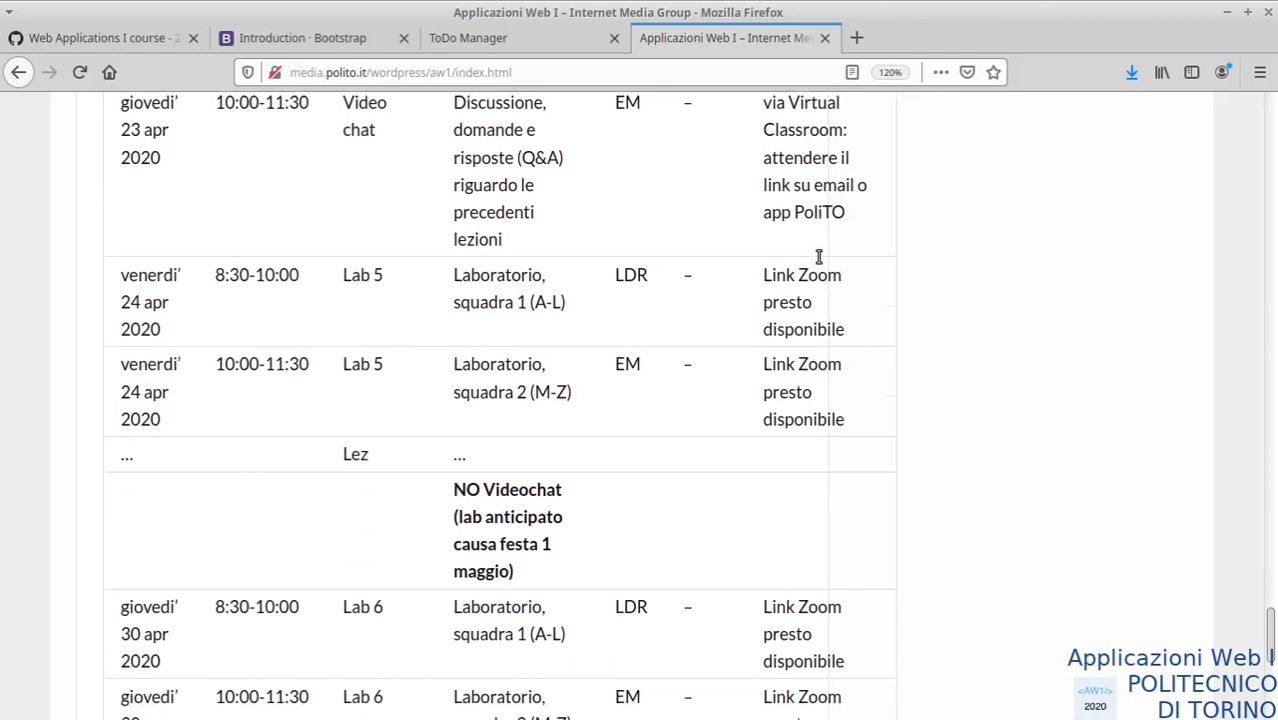 Applicazioni Web I – Internet Media Group - Mozilla Firefox
Web Applications I course - 2
Introduction · Bootstrap
ToDo Manager
Applicazioni Web I – Internet Me
media.polito.it/wordpress/aw1/index.html
120%
giovedi’ 10:00-11:30 Video Discussione, EM – via Virtual
23 apr chat domande e Classroom:
2020 risposte (Q&A) attendere il
riguardo le link su email o
precedenti app PoliTO
lezioni
venerdi’ 8:30-10:00 Lab 5 Laboratorio, LDR – Link Zoom
24 apr squadra 1 (A-L) presto
2020 disponibile
venerdi’ 10:00-11:30 Lab 5 Laboratorio, EM – Link Zoom
24 apr squadra 2 (M-Z) presto
2020 disponibile
… Lez …
NO Videochat
(lab anticipato
causa festa 1
maggio)
giovedi’ 8:30-10:00 Lab 6 Laboratorio, LDR – Link Zoom
30 apr squadra 1 (A-L) presto
2020 disponibile
giovedi’ 10:00-11:30 Lab 6 Laboratorio, EM – Link Zoom
Applicazioni Web I
POLITECNICO
DI TORINO
<AW1/>
2020